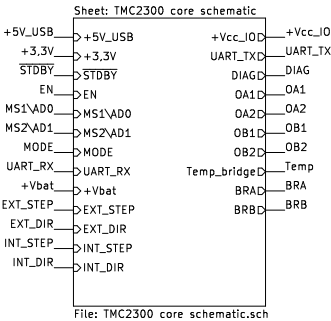 Sheet: TMC2300 core schematic
+5V_USB +5V_USB +Vcc_IO +Vcc_IO
+3,3V +3,3V UART_TX UART_TX
STDBY STDBY DIAG DIAG
EN EN OA1 OA1
MS1\AD0 MS1\AD0 OA2 OA2
MS2\AD1 MS2\AD1 OB1 OB1
MODE MODE OB2 OB2
UART_RX UART_RX Temp_bridge Temp
+Vbat +Vbat BRA BRA
EXT_STEP EXT_STEP BRB BRB
EXT_DIR EXT_DIR
INT_STEP INT_STEP
INT_DIR INT_DIR
File: TMC2300 core schematic.sch